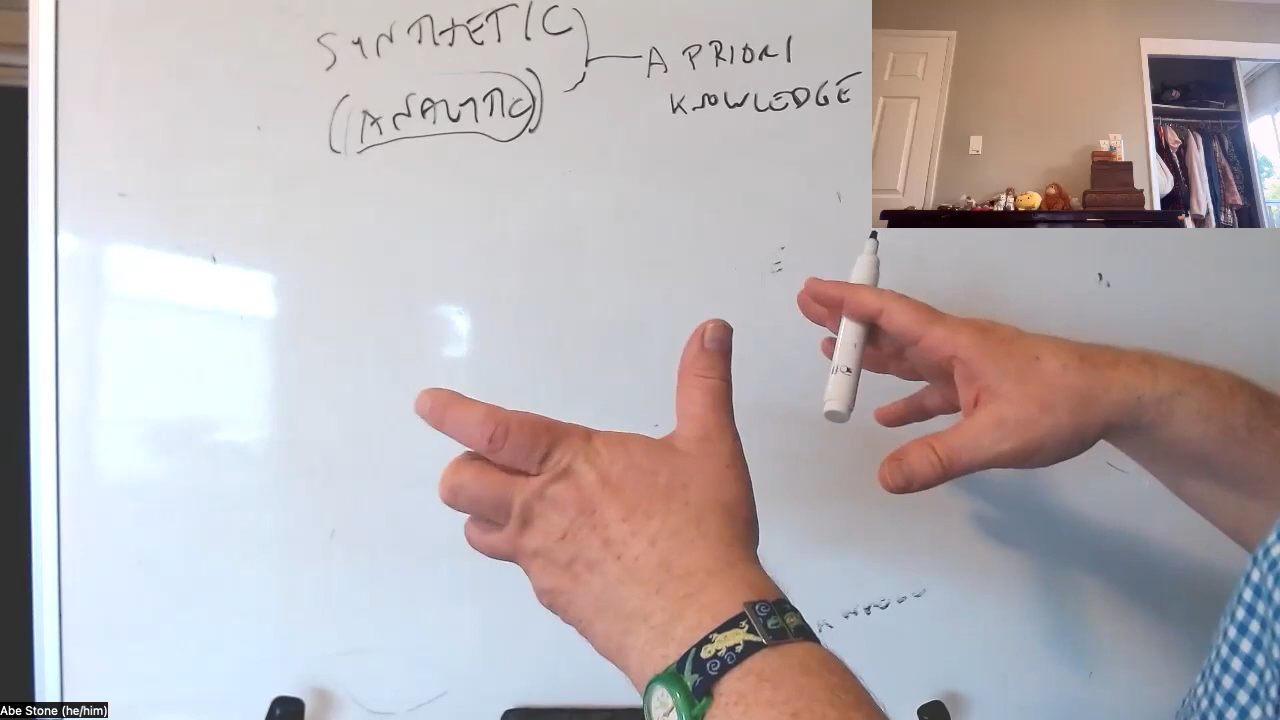 SYNTHETIC
(ANALYTIC)
A PRIORI
KNOWLEDGE
Abe Stone (he/him)